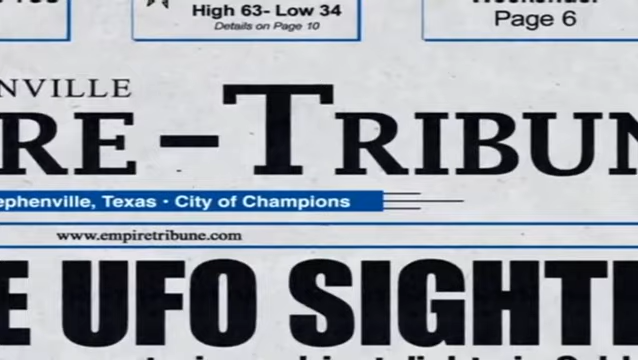 High 63- Low 34
Details on Page 10
Page 6
NVILLE
RE-TRIBUN
ephenville, Texas · City of Champions
www.empiretribune.com
E UFO SIGHTI